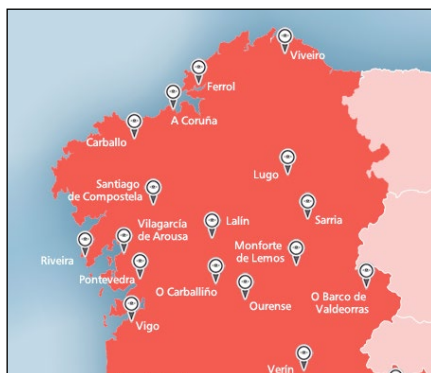 Viveiro
Ferrol
A Coruña
Carballo
Lugo
Santiago
de Compostela
Sarria
Lalín
Vilagarcía
de Arousa
Monforte
de Lemos
Riveira
Pontevedra
O Carballiño
Ourense
O Barco de
Valdeorras
Vigo
Verín